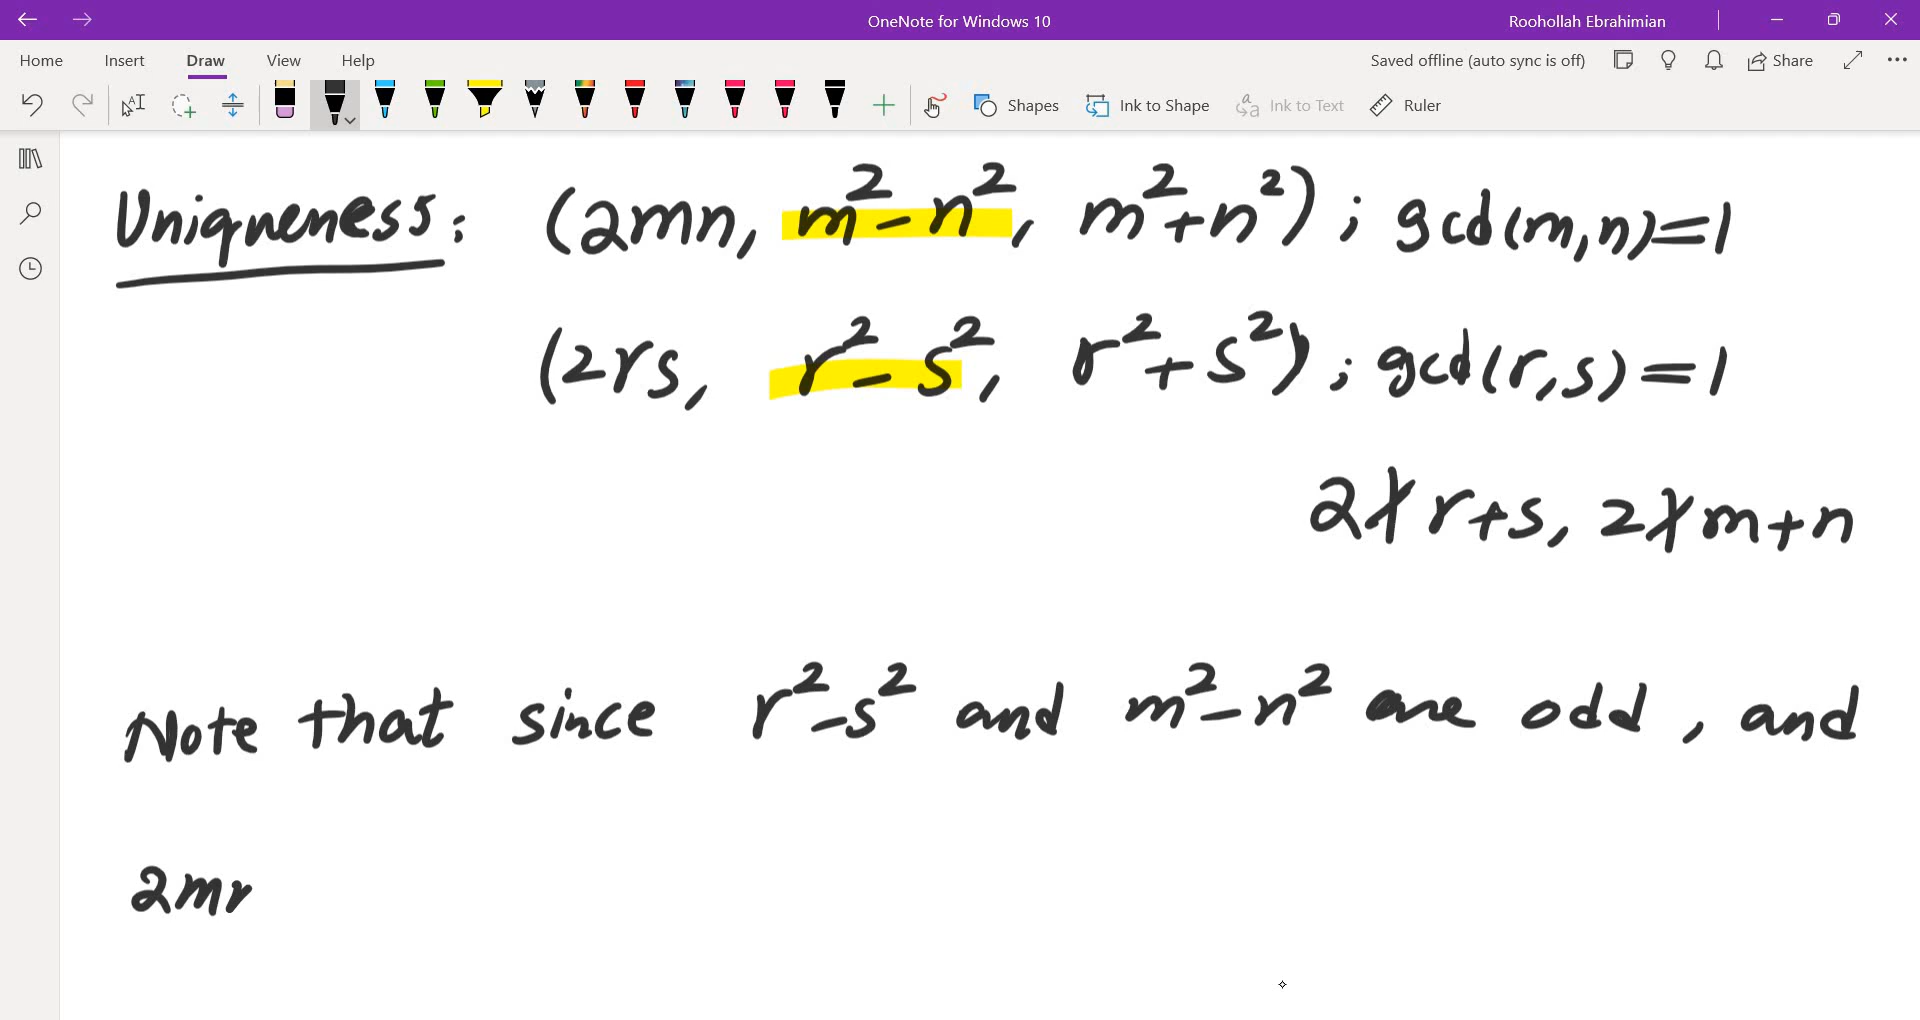 OneNote for Windows 10
Roohollah Ebrahimian
Home Insert Draw View Help
Saved offline (auto sync is off) Share
Shapes Ink to Shape Ink to Text Ruler
Uniqueness: (2mn, m²-n², m²+n²); gcd(m,n)=1
(2rs, r²-s², r²+s²); gcd(r,s)=1
2∤r+s, 2∤m+n
Note that since r²-s² and m²-n² are odd, and
2mr